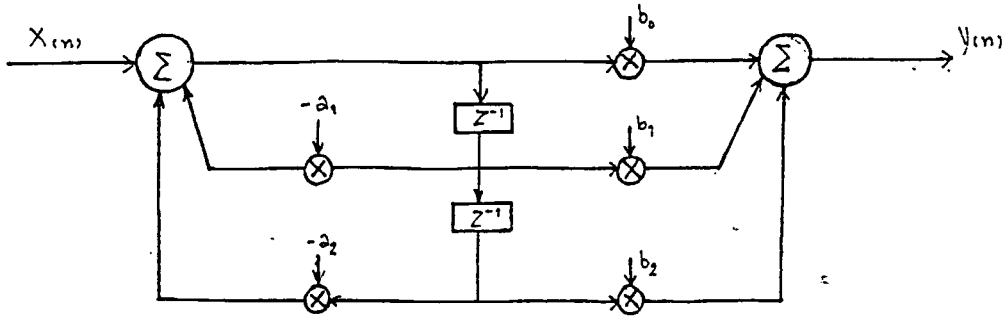 X(n)
Σ
b₀
Σ
y(n)
Z⁻¹
-a₁
b₁
Z⁻¹
-a₂
b₂